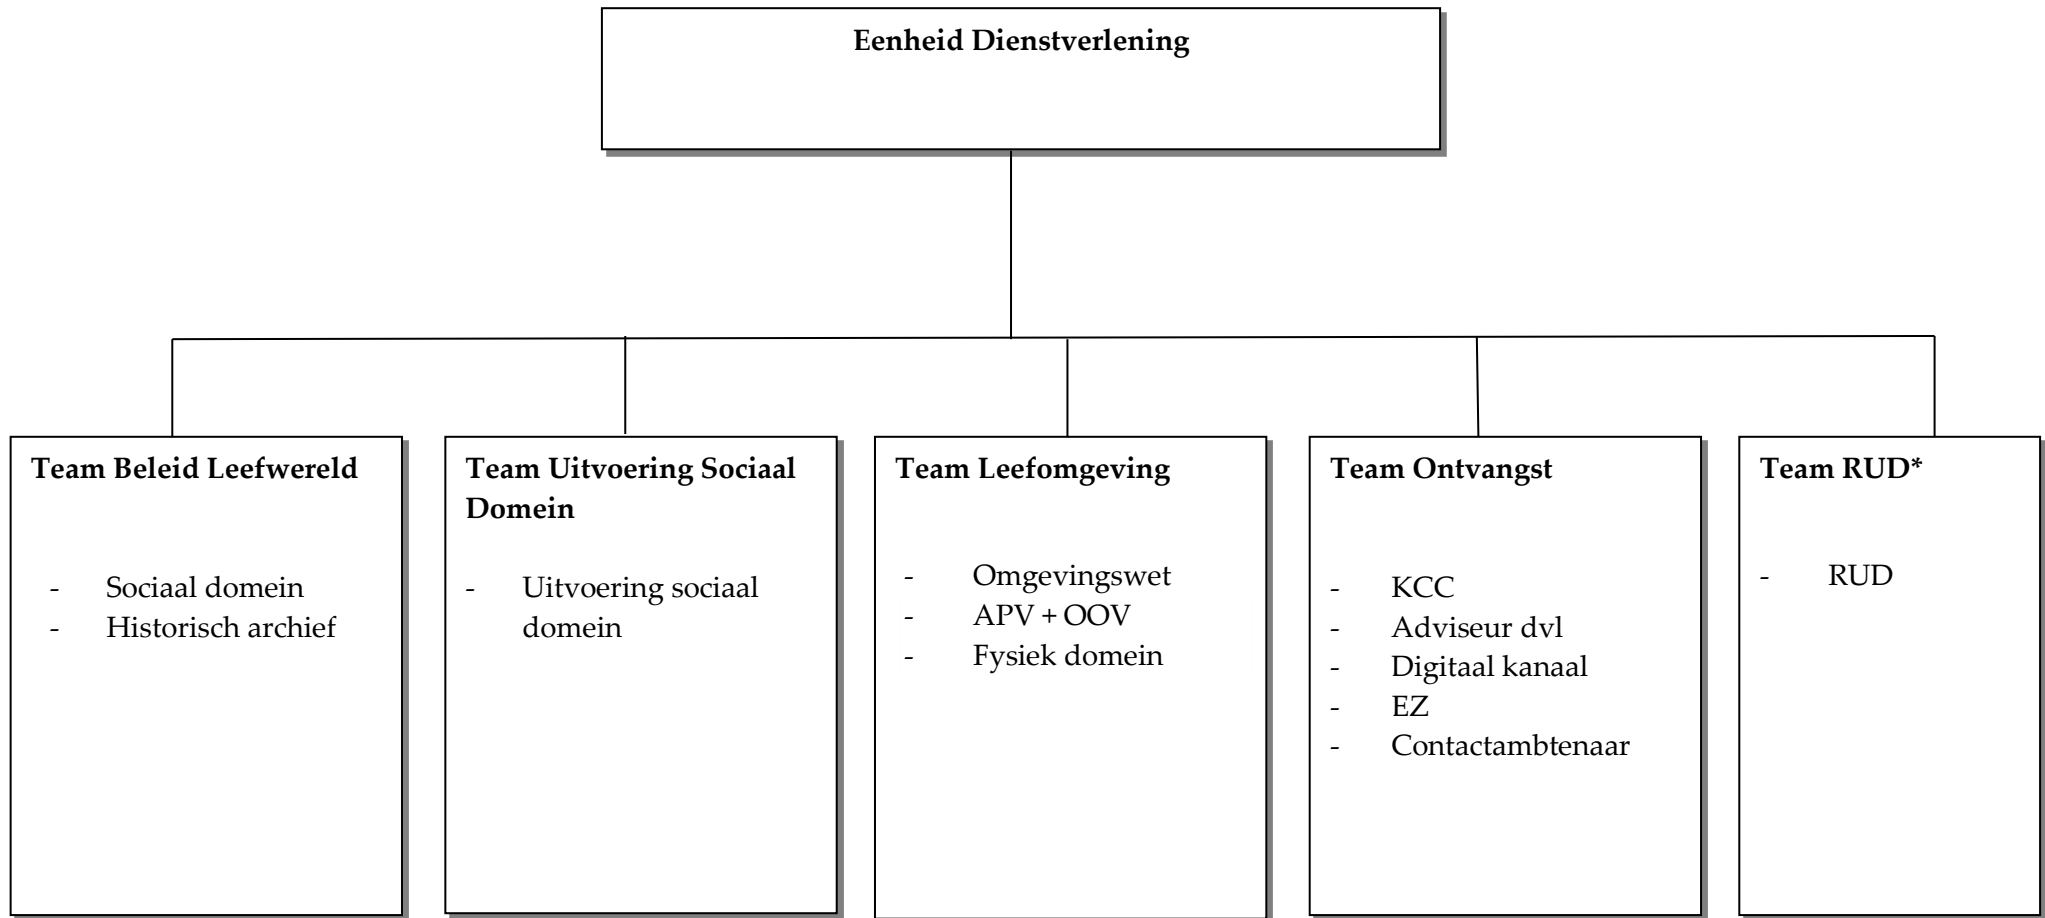 Eenheid Dienstverlening
Team Beleid Leefwereld
- Sociaal domein
- Historisch archief
Team Uitvoering Sociaal
Domein
- Uitvoering sociaal
domein
Team Leefomgeving
- Omgevingswet
- APV + OOV
- Fysiek domein
Team Ontvangst
- KCC
- Adviseur dvl
- Digitaal kanaal
- EZ
- Contactambtenaar
Team RUD*
- RUD